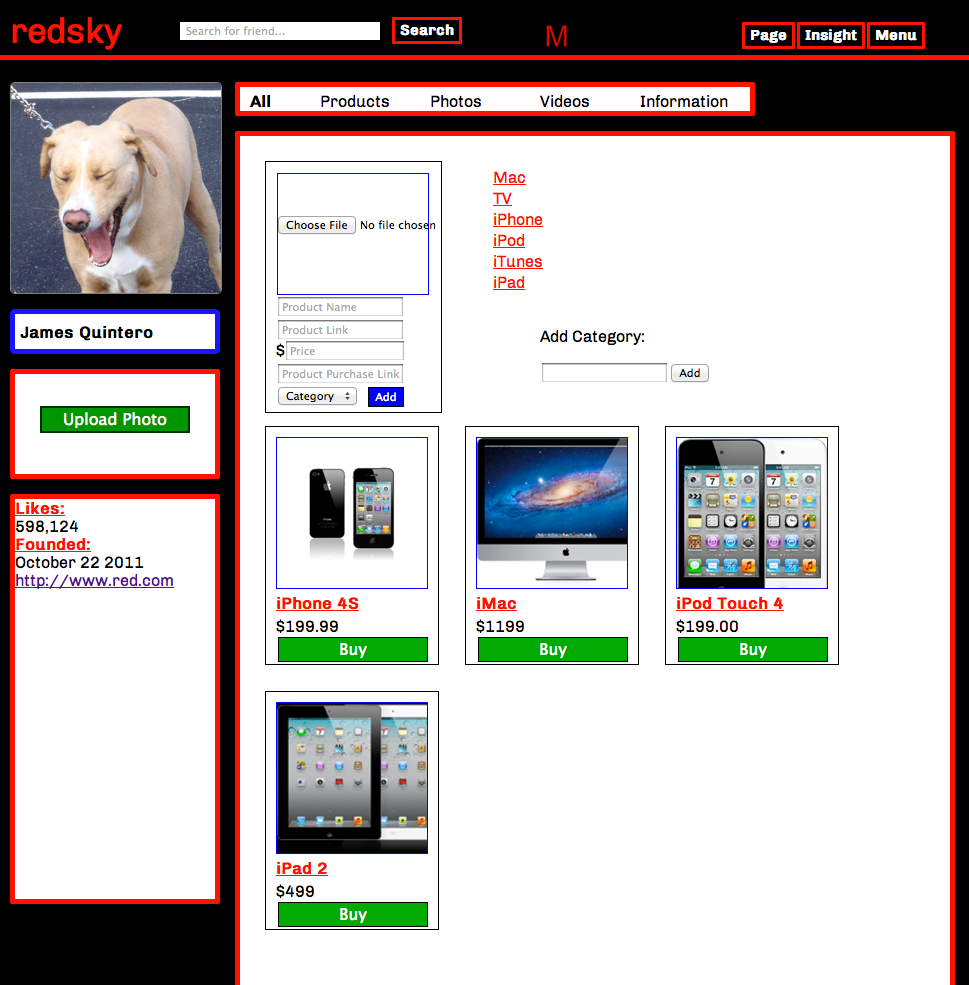 redsky
Search for friend...
Search
M
Page
Insight
Menu
All
Products
Photos
Videos
Information
James Quintero
Upload Photo
Likes:
598,124
Founded:
October 22 2011
http://www.red.com
Choose File No file chosen
Product Name
Product Link
$ Price
Product Purchase Link
Category
Add
Mac
TV
iPhone
iPod
iTunes
iPad
Add Category:
Add
iPhone 4S
$199.99
Buy
iMac
$1199
Buy
iPod Touch 4
$199.00
Buy
iPad 2
$499
Buy